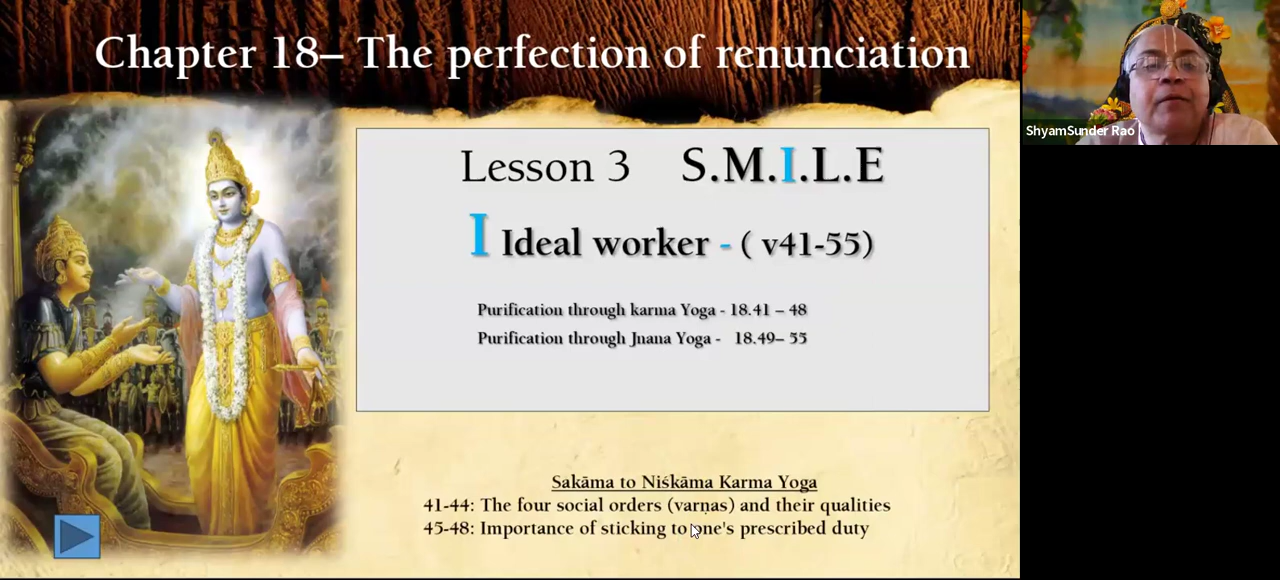 Chapter 18– The perfection of renunciation
Lesson 3 S.M.I.L.E
I Ideal worker - ( v41-55)
Purification through karma Yoga - 18.41 – 48
Purification through Jnana Yoga - 18.49– 55
Sakāma to Niśkāma Karma Yoga
41-44: The four social orders (varṇas) and their qualities
45-48: Importance of sticking to one's prescribed duty
ShyamSunder Rao